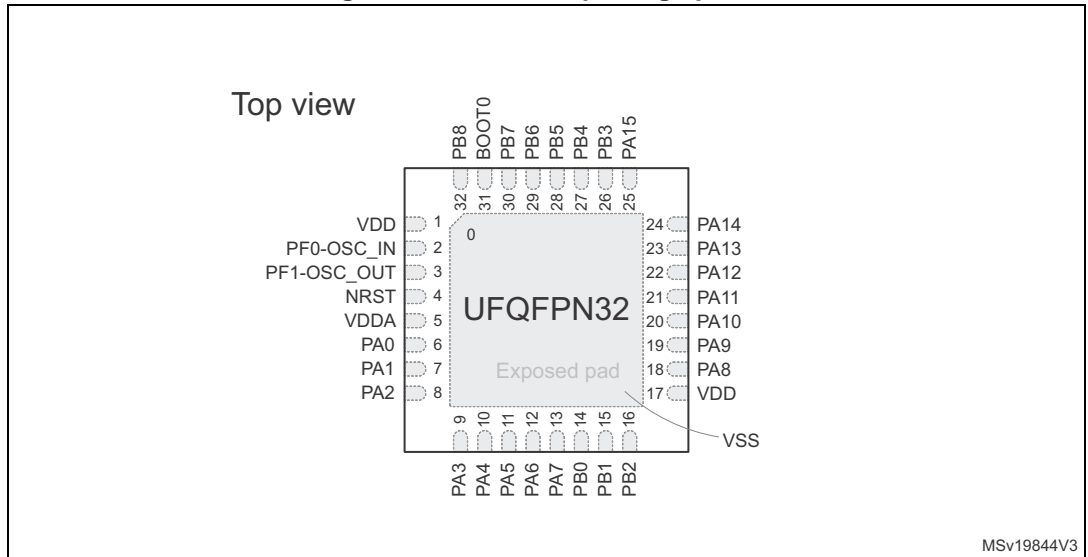 Top view
PB8
BOOT0
PB7
PB6
PB5
PB4
PB3
PA15
32
31
30
29
28
27
26
25
VDD 1
PF0-OSC_IN 2
PF1-OSC_OUT 3
NRST 4
VDDA 5
PA0 6
PA1 7
PA2 8
0
UFQFPN32
Exposed pad
24 PA14
23 PA13
22 PA12
21 PA11
20 PA10
19 PA9
18 PA8
17 VDD
VSS
9
10
11
12
13
14
15
16
PA3
PA4
PA5
PA6
PA7
PB0
PB1
PB2
MSv19844V3